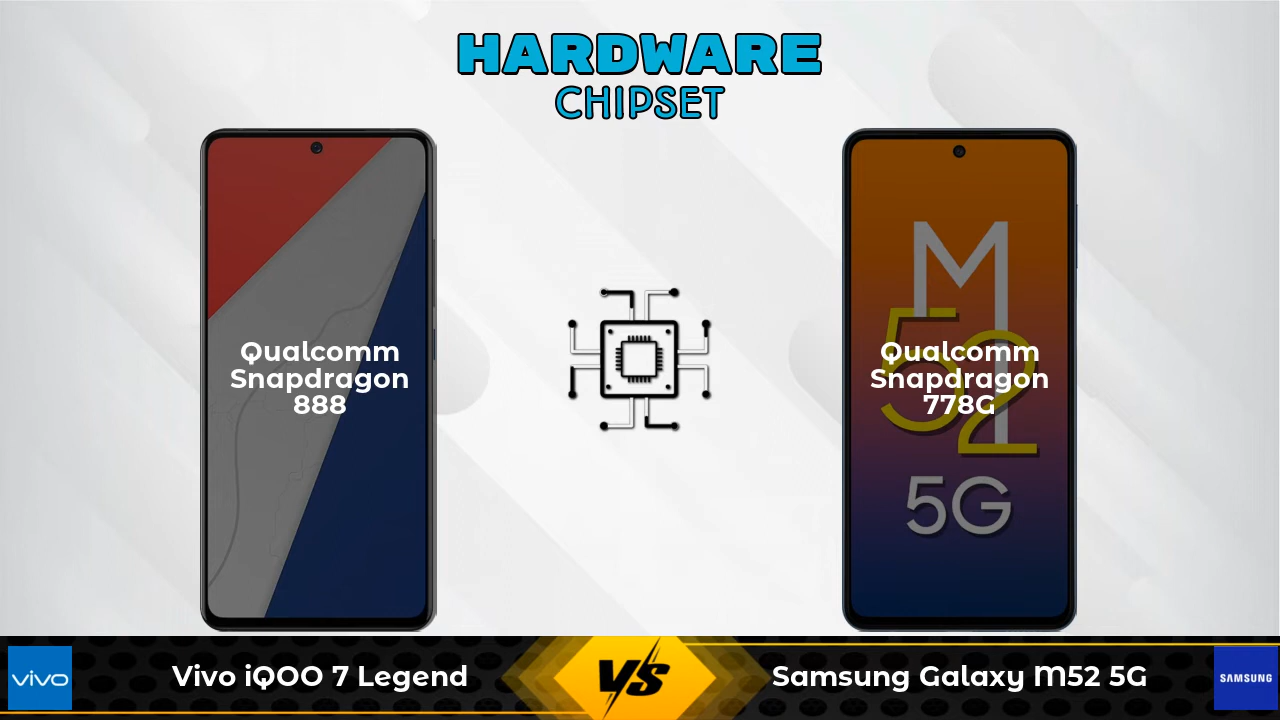 HARDWARE
CHIPSET
Qualcomm
Snapdragon
888
M
52
5G
Qualcomm
Snapdragon
778G
vivo
Vivo iQOO 7 Legend
VS
Samsung Galaxy M52 5G
SAMSUNG